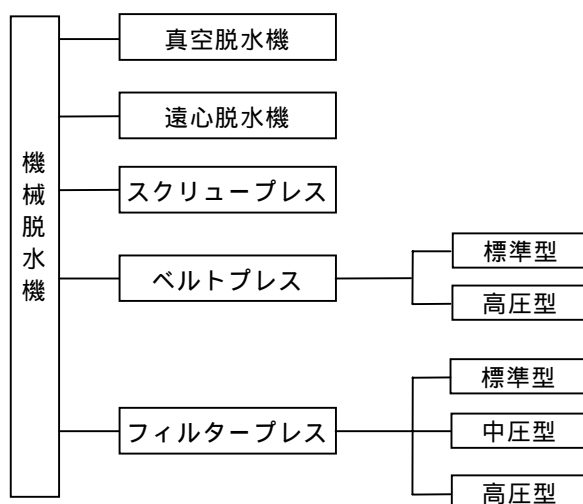 機械脱水機
真空脱水機
遠心脱水機
スクリュープレス
ベルトプレス
標準型
高圧型
フィルタープレス
標準型
中圧型
高圧型